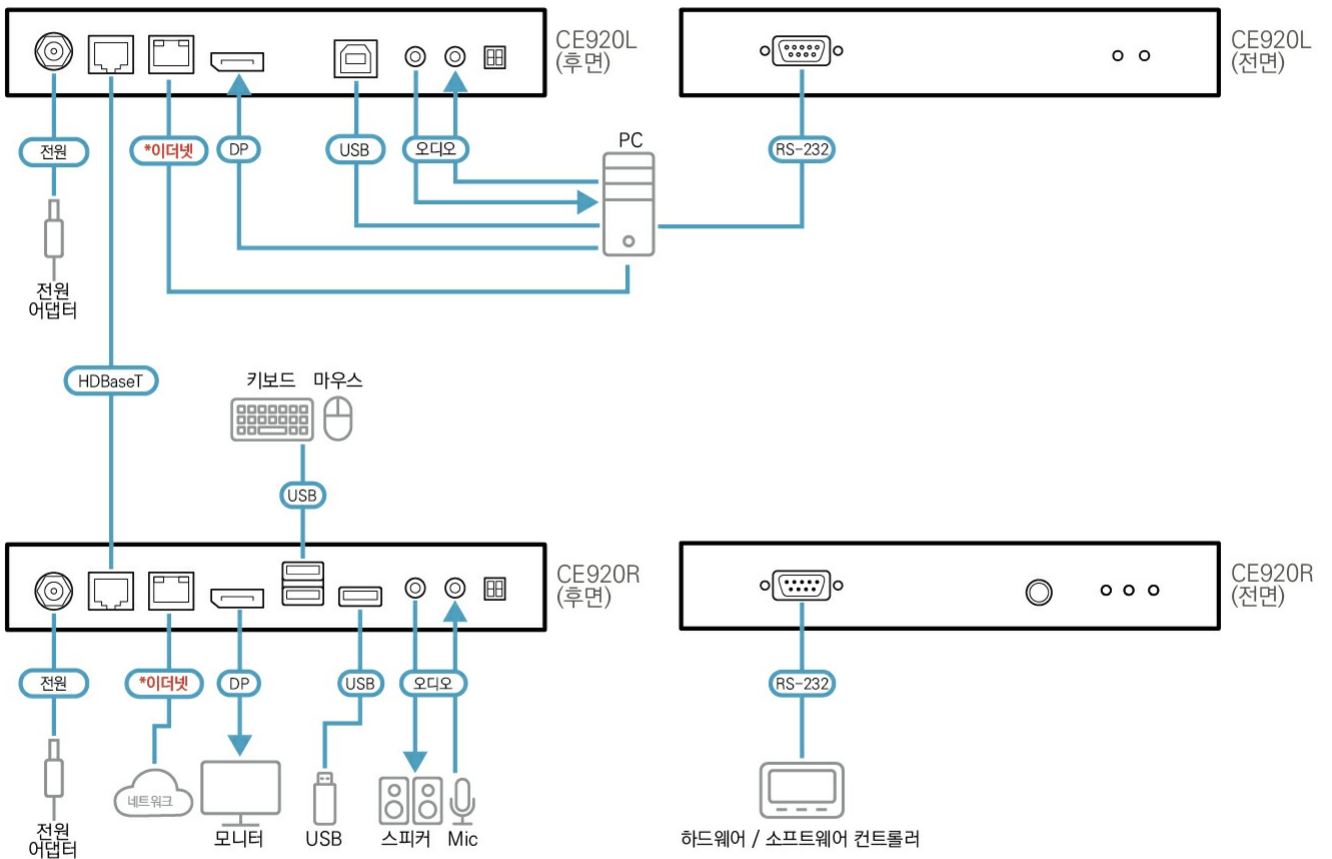 CE920L
(후면)
CE920L
(전면)
전원
*이더넷
DP
USB
오디오
PC
RS-232
전원
어댑터
HDBaseT
키보드 마우스
USB
CE920R
(후면)
CE920R
(전면)
전원
*이더넷
DP
USB
오디오
RS-232
네트워크
전원
어댑터
모니터
USB
스피커
Mic
하드웨어 / 소프트웨어 컨트롤러